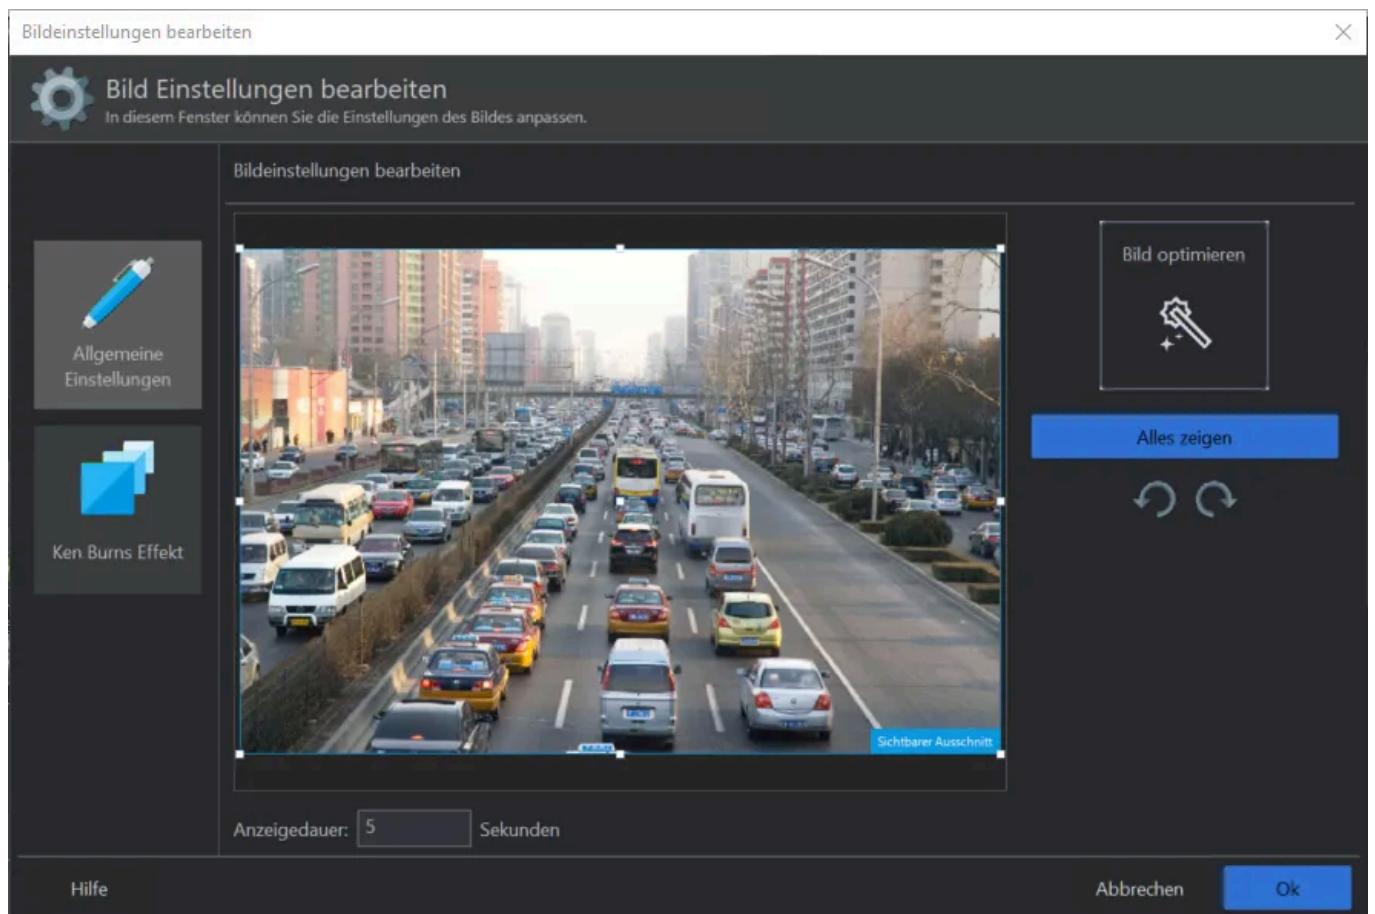 Bildeinstellungen bearbeiten
Bild Einstellungen bearbeiten
In diesem Fenster können Sie die Einstellungen des Bildes anpassen.
Bildeinstellungen bearbeiten
Allgemeine
Einstellungen
Ken Burns Effekt
Bild optimieren
Alles zeigen
Sichtbarer Ausschnitt
Anzeigedauer: 5 Sekunden
Hilfe
Abbrechen
Ok